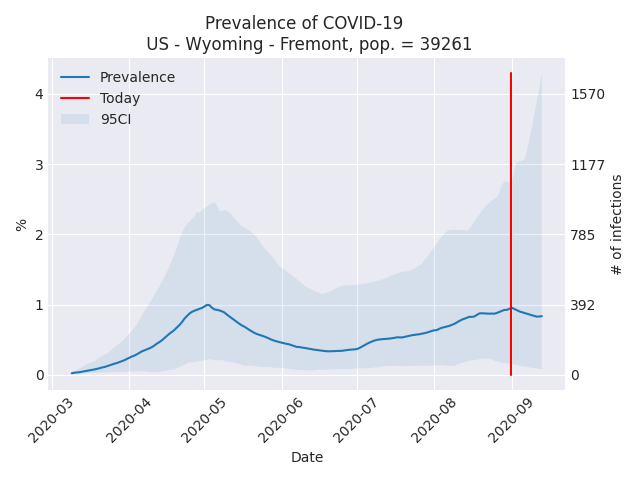 Prevalence of COVID-19
US - Wyoming - Fremont, pop. = 39261
Prevalence
Today
95CI
4
3
2
1
0
%
1570
1177
785
392
0
# of infections
2020-03
2020-04
2020-05
2020-06
2020-07
2020-08
2020-09
Date